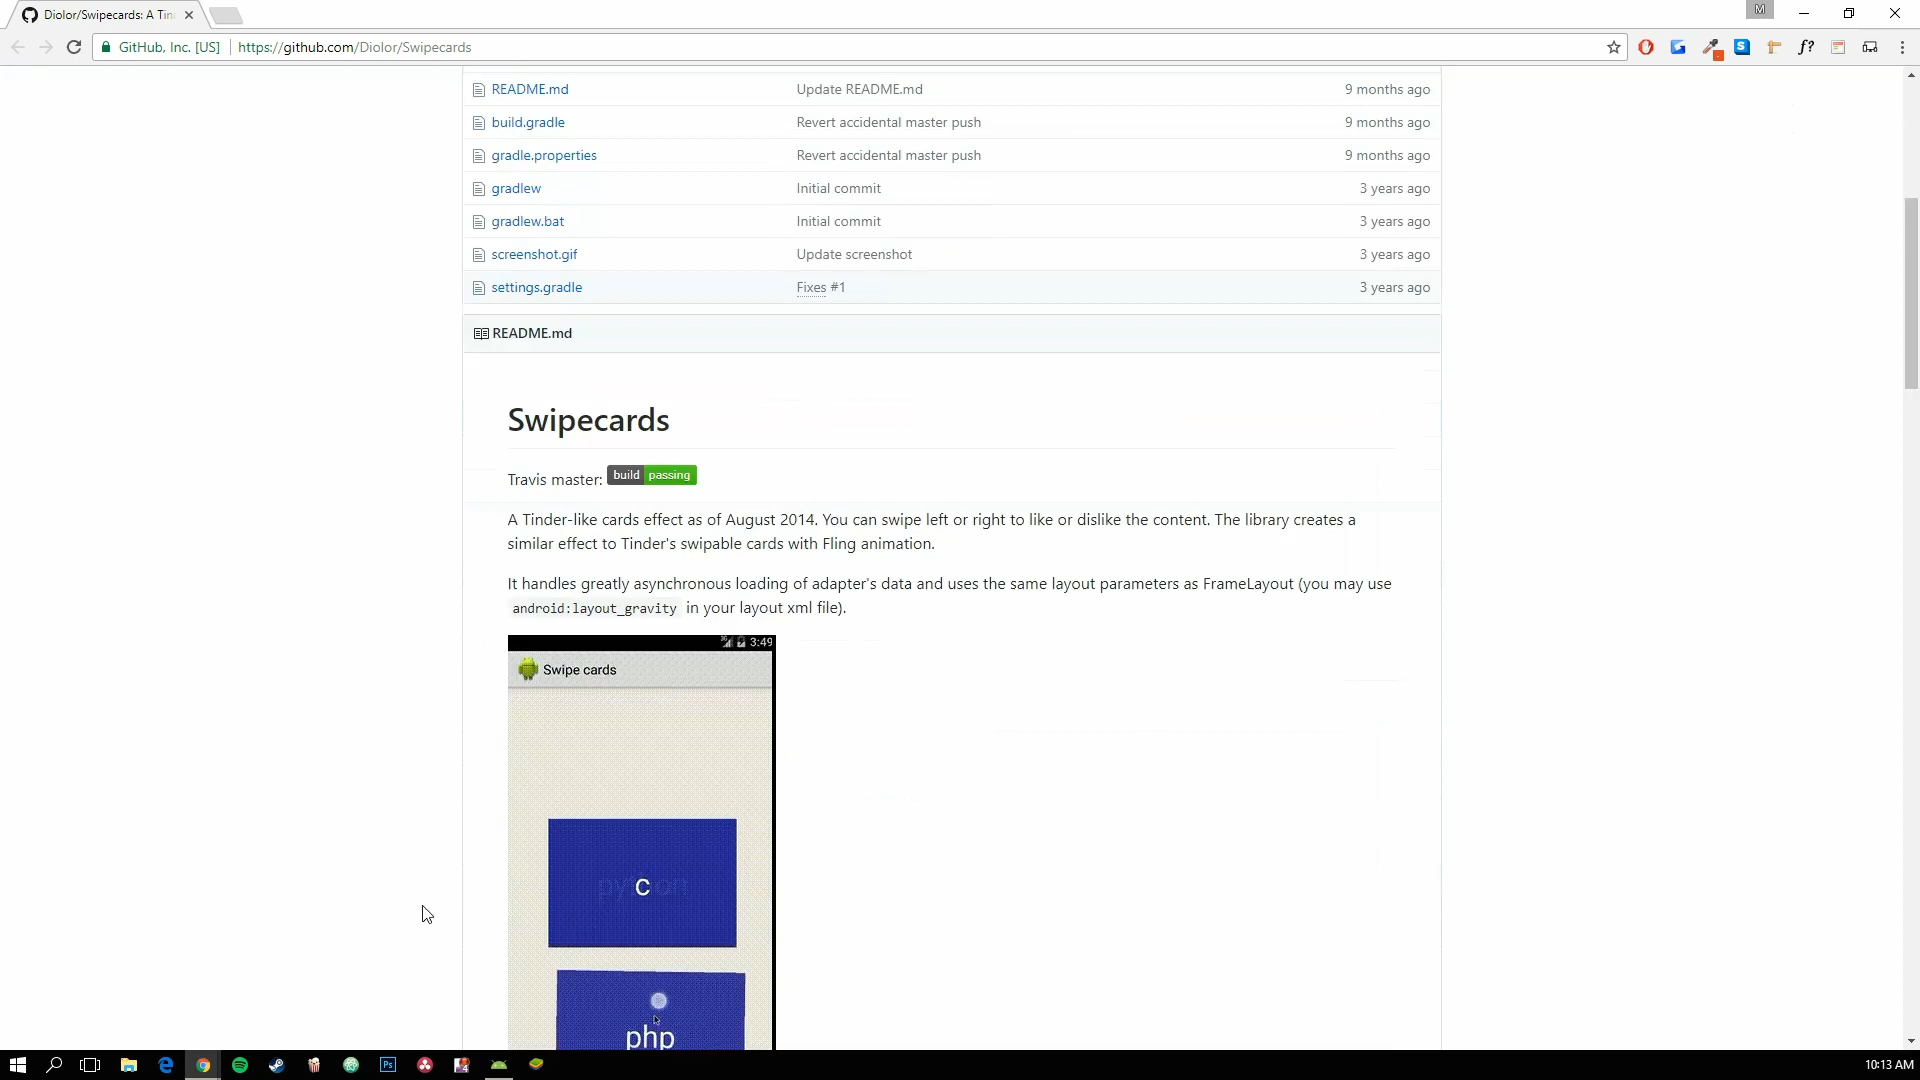 Diolor/Swipecards: A Tin
M
GitHub, Inc. [US] https://github.com/Diolor/Swipecards
S f?
README.md Update README.md 9 months ago
build.gradle Revert accidental master push 9 months ago
gradle.properties Revert accidental master push 9 months ago
gradlew Initial commit 3 years ago
gradlew.bat Initial commit 3 years ago
screenshot.gif Update screenshot 3 years ago
settings.gradle Fixes #1 3 years ago
README.md
Swipecards
Travis master: build passing
A Tinder-like cards effect as of August 2014. You can swipe left or right to like or dislike the content. The library creates a
similar effect to Tinder's swipable cards with Fling animation.
It handles greatly asynchronous loading of adapter's data and uses the same layout parameters as FrameLayout (you may use
android:layout_gravity in your layout xml file).
3:49
Swipe cards
python
c
php
Ps
10:13 AM